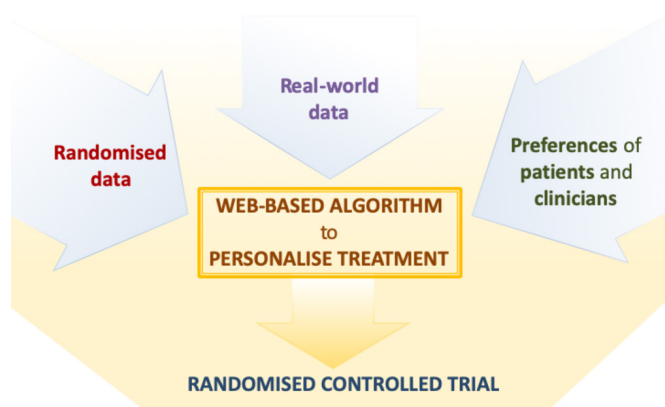 Real-world
data
Randomised
data
Preferences of
patients and
clinicians
WEB-BASED ALGORITHM
to
PERSONALISE TREATMENT
RANDOMISED CONTROLLED TRIAL